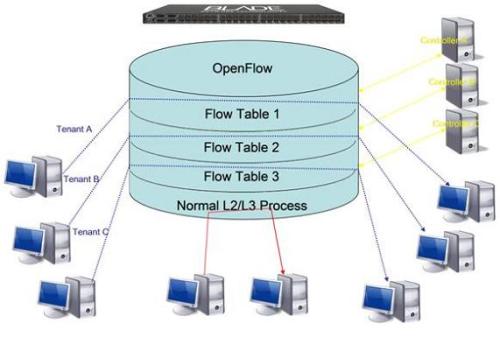 BLADE
OpenFlow
Controller A
Flow Table 1
Controller B
Tenant A
Flow Table 2
Controller C
Tenant B
Flow Table 3
Normal L2/L3 Process
Tenant C